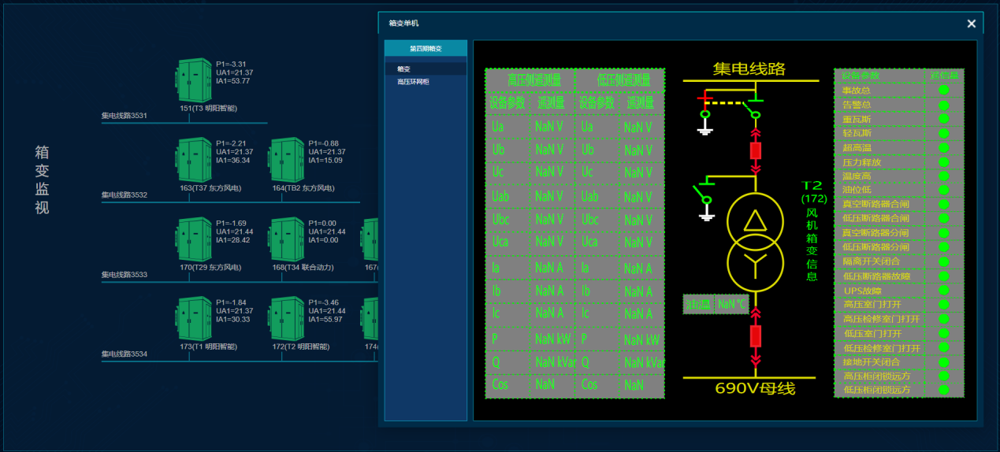 箱变监视
P1=-3.31
UA1=21.37
IA1=53.77
151(T3 明阳智能)
集电线路3531
P1=-2.21
UA1=21.37
IA1=36.34
163(T37 东方风电)
P1=-0.88
UA1=21.37
IA1=15.09
164(TB2 东方风电)
集电线路3532
P1=-1.69
UA1=21.44
IA1=28.42
170(T29 东方风电)
P1=0.00
UA1=21.44
IA1=0.00
168(T34 联合动力)
167
集电线路3533
P1=-1.84
UA1=21.37
IA1=30.33
173(T1 明阳智能)
P1=-3.46
UA1=21.44
IA1=55.97
172(T2 明阳智能)
174
集电线路3534
箱变单机
第四期箱变
箱变
高压环网柜
高压侧遥测量 低压侧遥测量
设备参数 遥测量 设备参数 遥测量
Ua NaN V Ua NaN V
Ub NaN V Ub NaN V
Uc NaN V Uc NaN V
Uab NaN V Uab NaN V
Ubc NaN V Ubc NaN V
Uca NaN V Uca NaN V
Ia NaN A Ia NaN A
Ib NaN A Ib NaN A
Ic NaN A Ic NaN A
P NaN kW P NaN kW
Q NaN kVar Q NaN kVar
Cos NaN Cos NaN
集电线路
T2
(172)
风机箱变信息
油温 NaN ℃
690V母线
设备参数 遥信量
事故总
告警总
重瓦斯
轻瓦斯
超高温
压力释放
温度高
油位低
真空断路器合闸
低压断路器合闸
真空断路器分闸
低压断路器分闸
隔离开关闭合
低压断路器故障
UPS故障
高压室门打开
高压检修室门打开
低压室门打开
低压检修室门打开
接地开关闭合
高压柜闭锁远方
低压柜闭锁远方